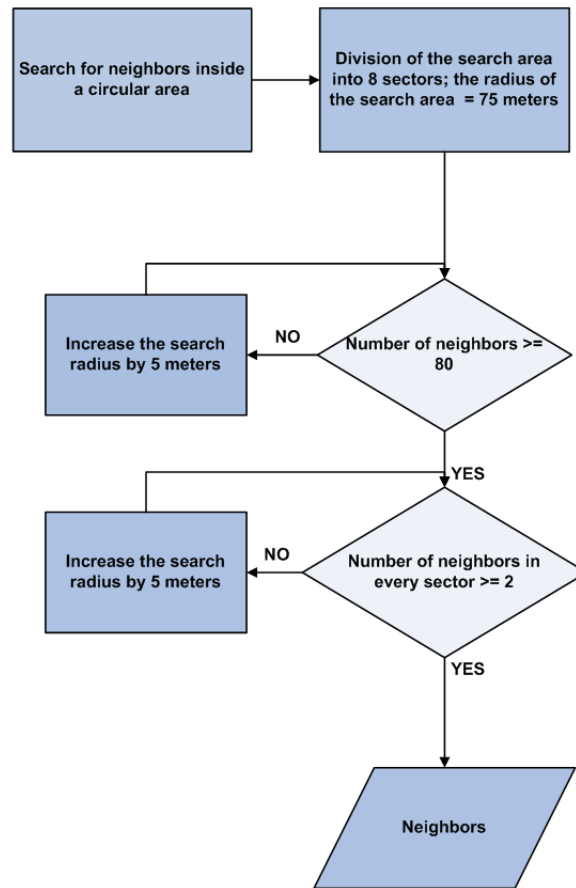 Search for neighbors inside
a circular area
Division of the search area
into 8 sectors; the radius of
the search area = 75 meters
Increase the search
radius by 5 meters
NO
Number of neighbors >=
80
YES
Increase the search
radius by 5 meters
NO
Number of neighbors in
every sector >= 2
YES
Neighbors